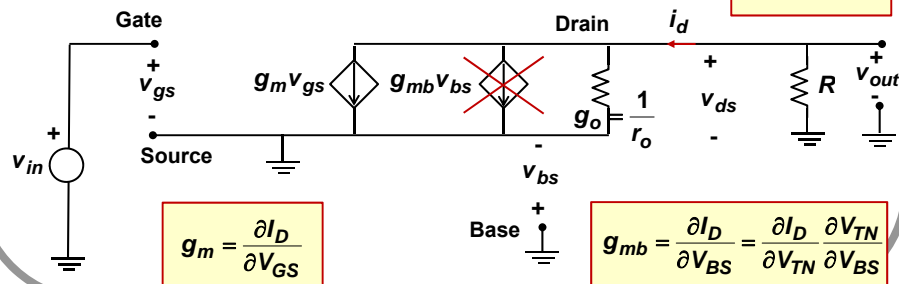 Gate
Drain
i_d
+
v_gs
-
g_m v_gs
g_mb v_bs
g_o = 1/r_o
+
v_ds
-
R
+
v_out
-
+
v_in
Source
-
v_bs
+
Base
g_m = ∂I_D/∂V_GS
g_mb = ∂I_D/∂V_BS = ∂I_D/∂V_TN ∂V_TN/∂V_BS